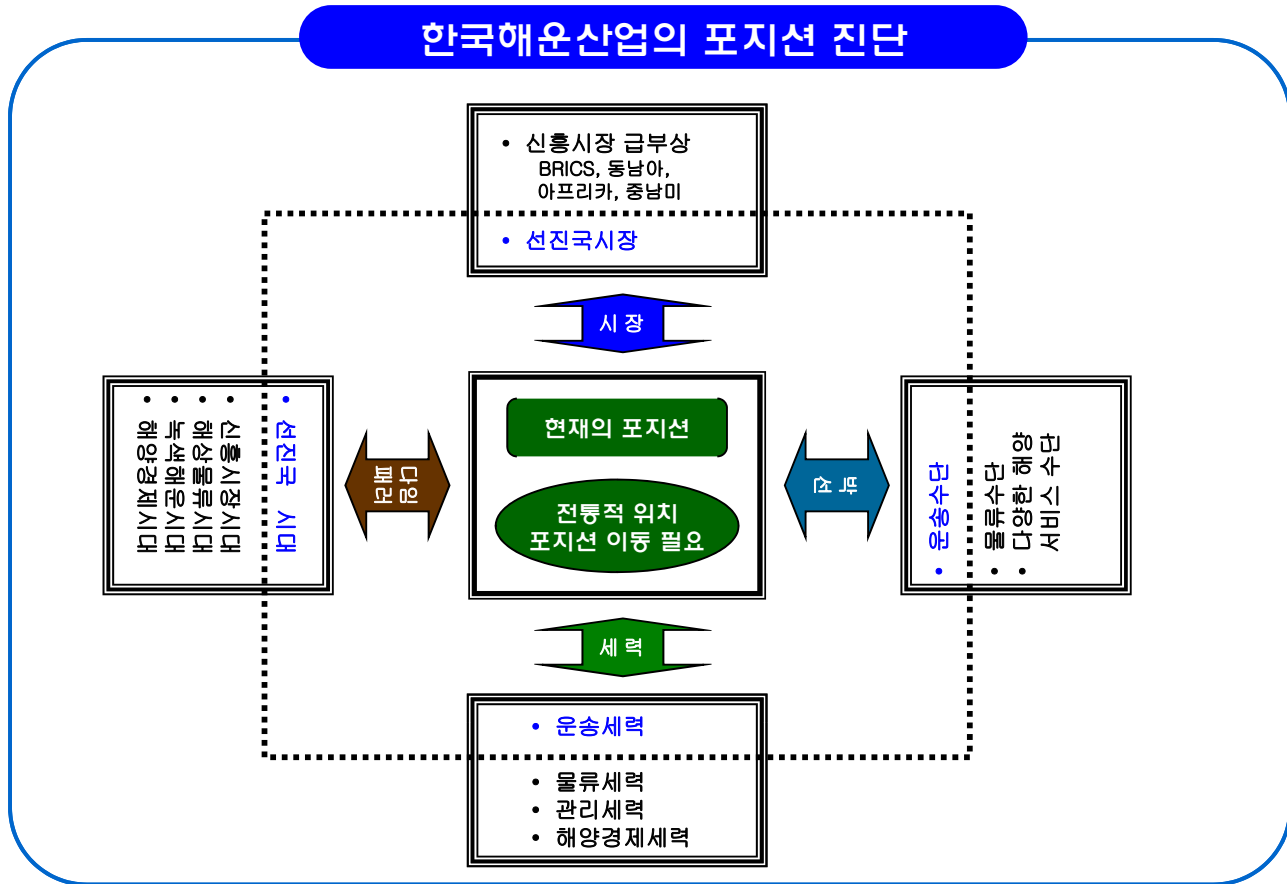 한국해운산업의 포지션 진단
• 신흥시장 급부상
BRICS, 동남아,
아프리카, 중남미
• 선진국시장
시 장
• 선진국 시대
• 신흥시장시대
• 해상물류시대
• 녹색해운시대
• 해양경제시대
패러
다임
현재의 포지션
전통적 위치
포지션 이동 필요
선 박
• 운송수단
• 물류수단
• 다양한 해양
서비스 수단
세 력
• 운송세력
• 물류세력
• 관리세력
• 해양경제세력